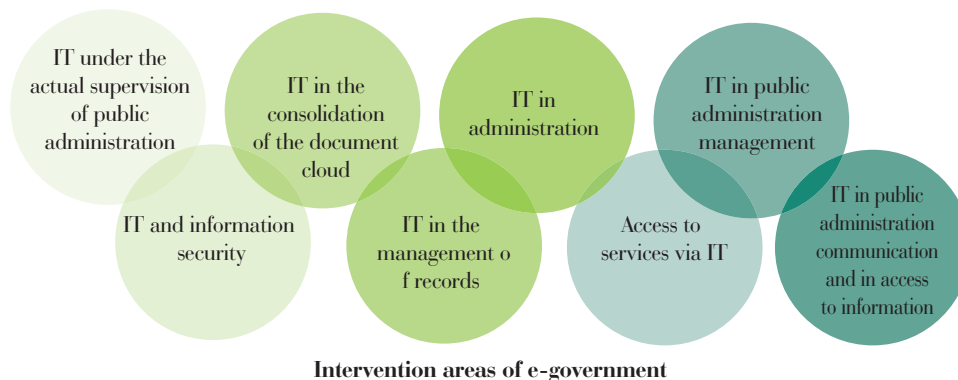 IT under the
actual supervision
of public
administration
IT and information
security
IT in the
consolidation
of the document
cloud
IT in the
management o
f records
IT in
administration
Access to
services via IT
IT in public
administration
management
IT in public
administration
communication
and in access
to information
Intervention areas of e-government